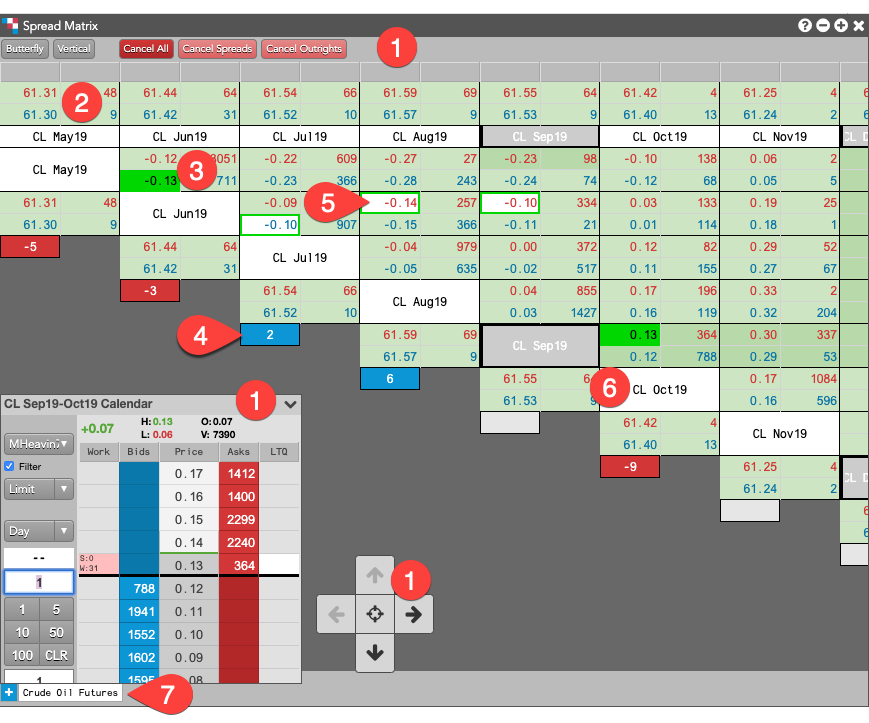 Spread Matrix
Butterfly Vertical Cancel All Cancel Spreads Cancel Outrights 1
61.31 48 61.44 64 61.54 66 61.59 69 61.55 64 61.42 4 61.25 4
2
61.30 9 61.42 31 61.52 10 61.57 9 61.53 9 61.40 13 61.24 2
CL May19 CL Jun19 CL Jul19 CL Aug19 CL Sep19 CL Oct19 CL Nov19
CL May19
-0.12 3051 -0.22 609 -0.27 27 -0.23 98 -0.10 138 0.06 2
3
-0.13 711 -0.23 366 -0.28 243 -0.24 74 -0.12 68 0.05 5
61.31 48 CL Jun19 -0.09 5 -0.14 257 -0.10 334 0.03 133 0.19 25
61.30 9 -0.10 907 -0.15 366 -0.11 21 0.01 114 0.18 1
-5 61.44 64 CL Jul19 -0.04 979 0.00 372 0.12 82 0.29 52
61.42 31 -0.05 635 -0.02 517 0.11 155 0.27 67
-3 61.54 66 CL Aug19 0.04 855 0.17 196 0.33 2
61.52 10 0.03 1427 0.16 119 0.32 204
4 2 61.59 69 CL Sep19 0.13 364 0.30 337
61.57 9 0.12 788 0.29 53
6 61.55 6 CL Oct19 0.17 1084
61.53 9 6 0.16 596
61.42 4 CL Nov19
61.40 13
-9 61.25 4
61.24 2
CL Sep19-Oct19 Calendar 1
+0.07 H:0.13 O:0.07
L: 0.06 V: 7390
MHeavin7
Filter
Limit
Day
--
1
1 5
10 50
100 CLR
1
Work Bids Price Asks LTQ
0.17 1412
0.16 1400
0.15 2299
0.14 2240
S:0
W:31
0.13 364
788 0.12
1941 0.11
1552 0.10
1602 0.09
1595 0.08
1
Crude Oil Futures 7